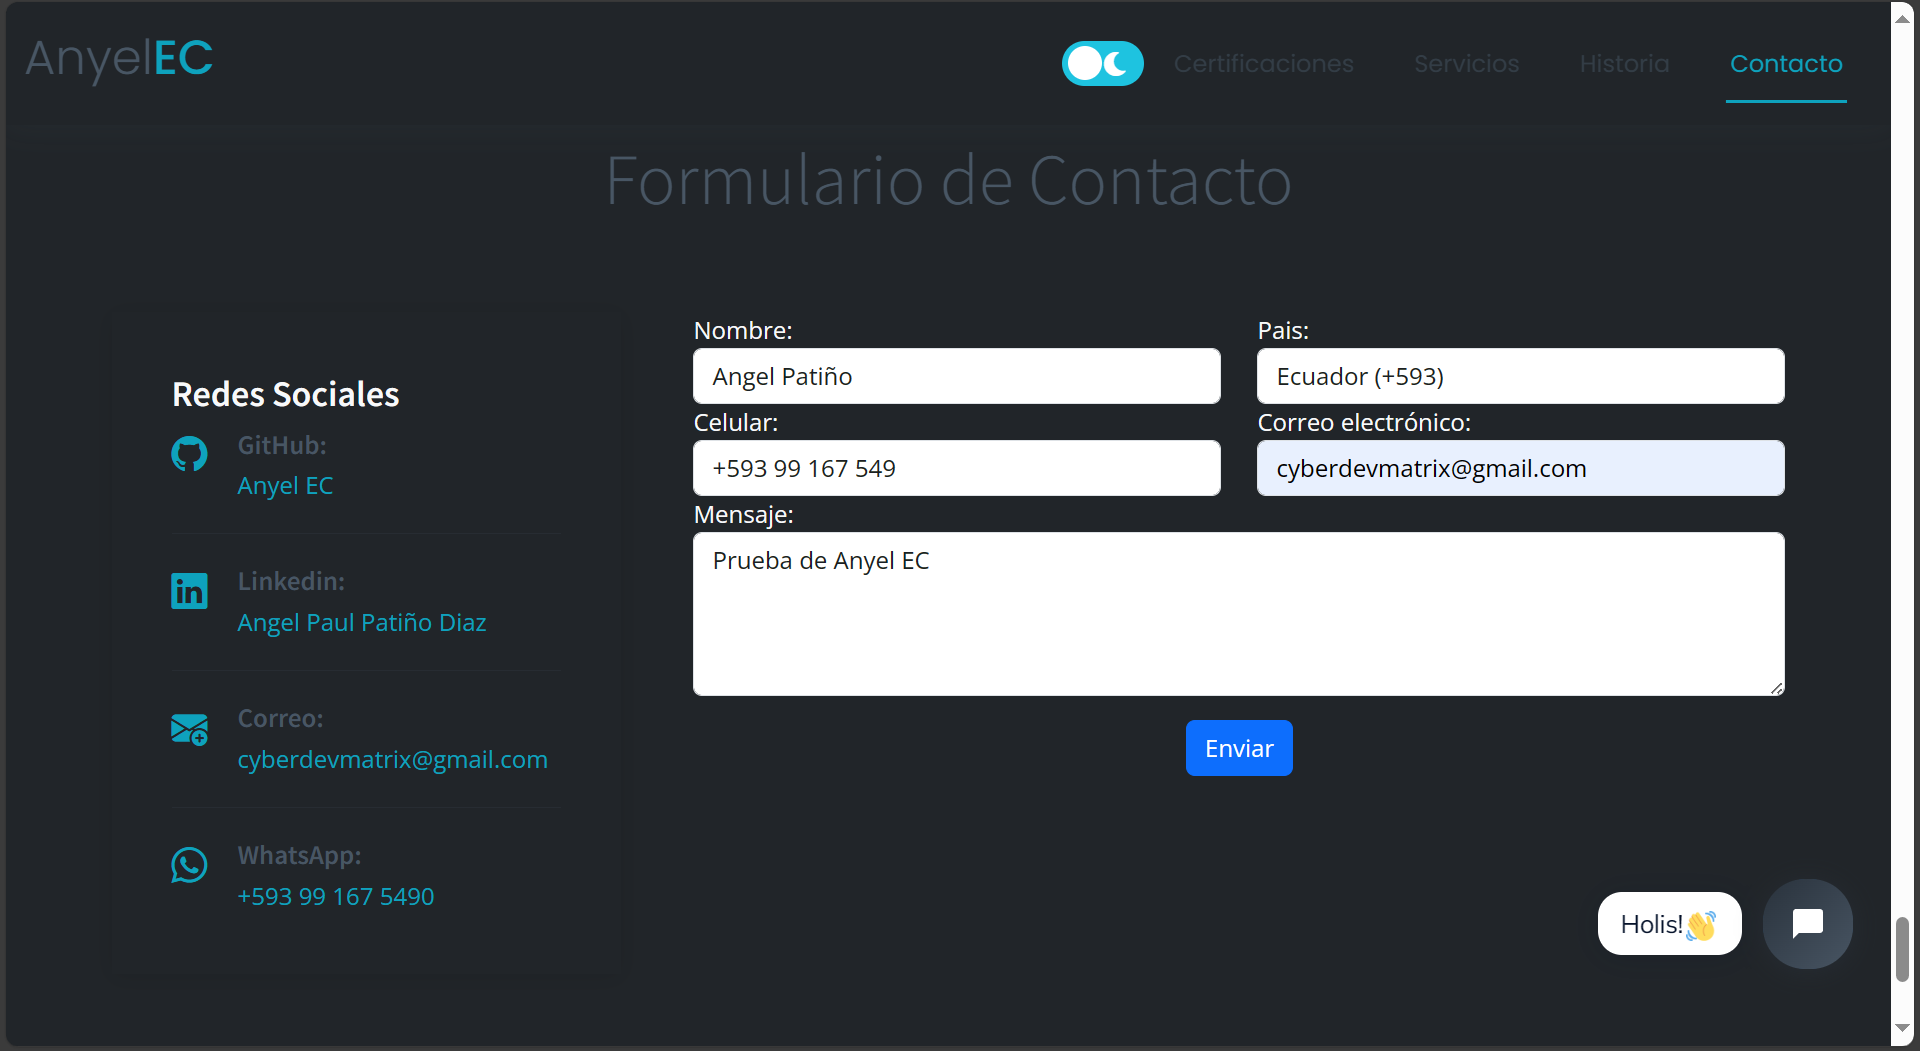 AnyelEC
Certificaciones Servicios Historia Contacto
Formulario de Contacto
Redes Sociales
GitHub:
Anyel EC
Linkedin:
Angel Paul Patiño Diaz
Correo:
cyberdevmatrix@gmail.com
WhatsApp:
+593 99 167 5490
Nombre:
Angel Patiño
Pais:
Ecuador (+593)
Celular:
+593 99 167 549
Correo electrónico:
cyberdevmatrix@gmail.com
Mensaje:
Prueba de Anyel EC
Enviar
Holis!👋